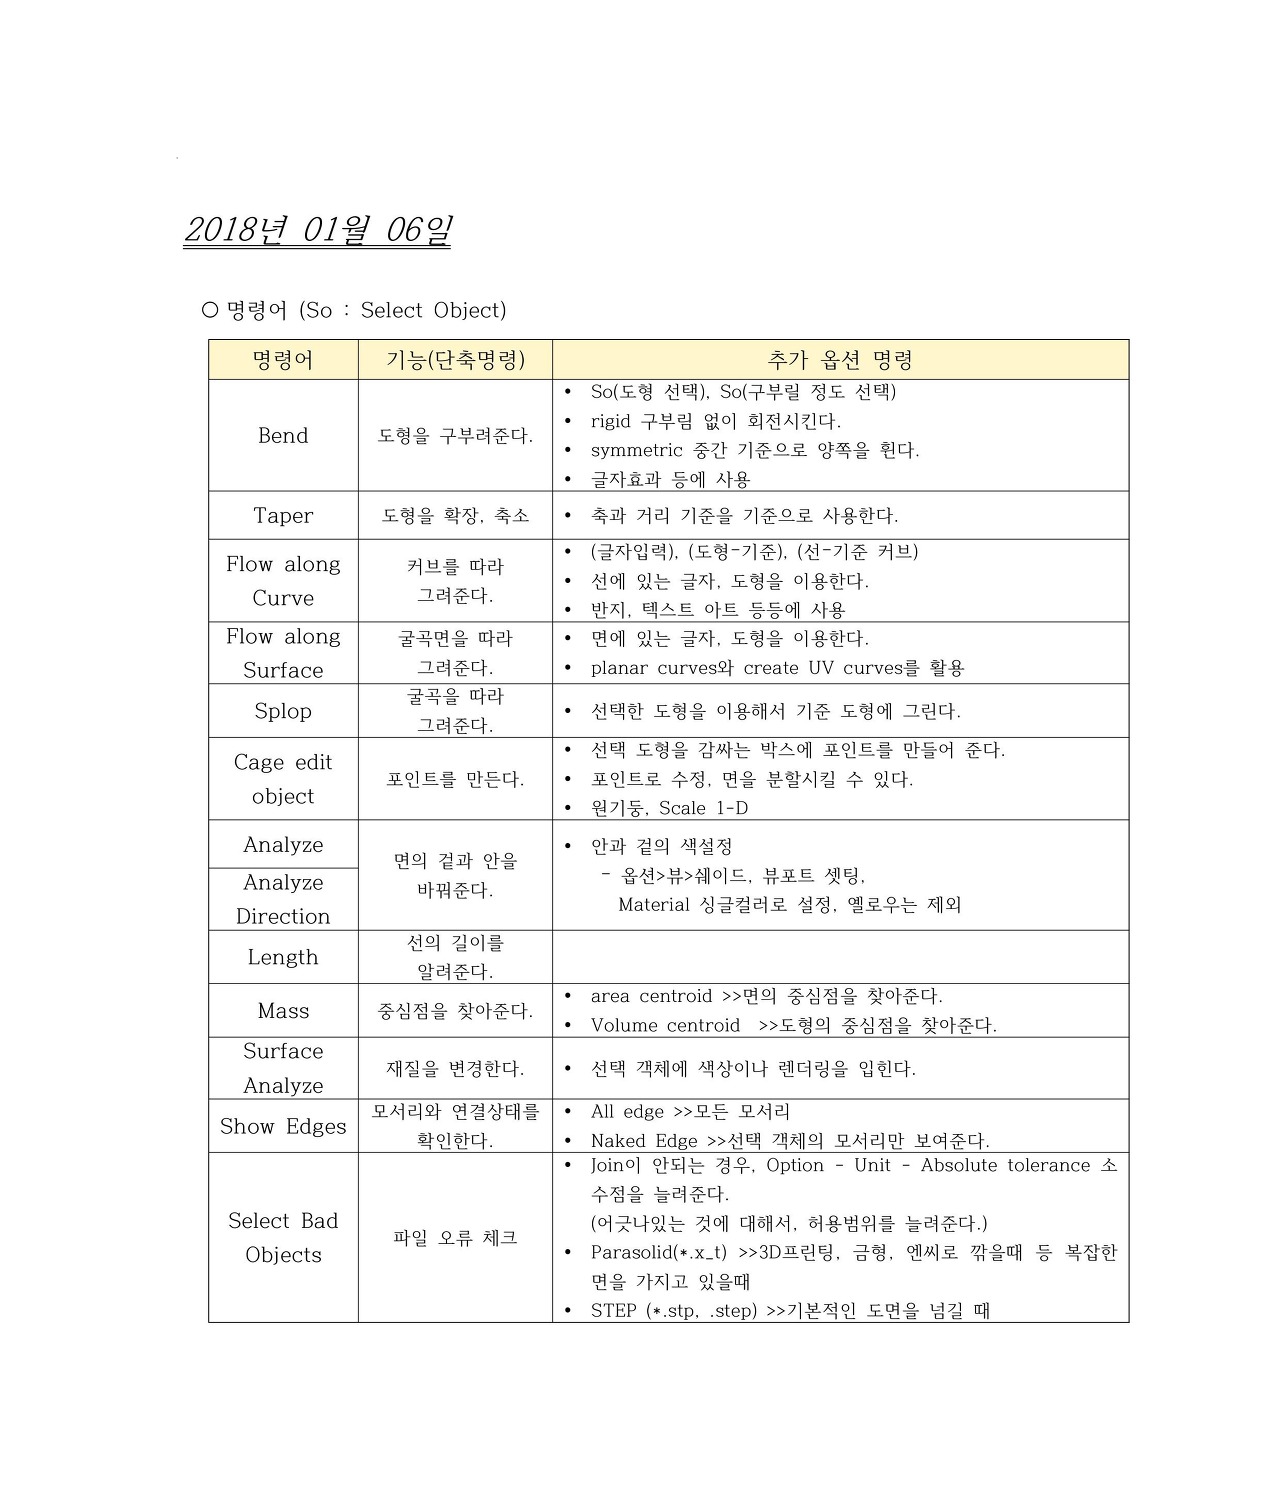 2018년 01월 06일
○ 명령어 (So : Select Object)
명령어 기능(단축명령) 추가 옵션 명령
Bend
도형을 구부려준다.
• So(도형 선택), So(구부릴 정도 선택)
• rigid 구부림 없이 회전시킨다.
• symmetric 중간 기준으로 양쪽을 휜다.
• 글자효과 등에 사용
Taper
도형을 확장, 축소
• 축과 거리 기준을 기준으로 사용한다.
Flow along
Curve
커브를 따라
그려준다.
• (글자입력), (도형-기준), (선-기준 커브)
• 선에 있는 글자, 도형을 이용한다.
• 반지, 텍스트 아트 등등에 사용
Flow along
Surface
굴곡면을 따라
그려준다.
• 면에 있는 글자, 도형을 이용한다.
• planar curves와 create UV curves를 활용
Splop
굴곡을 따라
그려준다.
• 선택한 도형을 이용해서 기준 도형에 그린다.
Cage edit
object
포인트를 만든다.
• 선택 도형을 감싸는 박스에 포인트를 만들어 준다.
• 포인트로 수정, 면을 분할시킬 수 있다.
• 원기둥, Scale 1-D
Analyze
Analyze
Direction
면의 겉과 안을
바꿔준다.
• 안과 겉의 색설정
- 옵션>뷰>쉐이드, 뷰포트 셋팅,
Material 싱글컬러로 설정, 옐로우는 제외
Length
선의 길이를
알려준다.
Mass
중심점을 찾아준다.
• area centroid >>면의 중심점을 찾아준다.
• Volume centroid >>도형의 중심점을 찾아준다.
Surface
Analyze
재질을 변경한다.
• 선택 객체에 색상이나 렌더링을 입힌다.
Show Edges
모서리와 연결상태를
확인한다.
• All edge >>모든 모서리
• Naked Edge >>선택 객체의 모서리만 보여준다.
Select Bad
Objects
파일 오류 체크
• Join이 안되는 경우, Option - Unit - Absolute tolerance 소
수점을 늘려준다.
(어긋나있는 것에 대해서, 허용범위를 늘려준다.)
• Parasolid(*.x_t) >>3D프린팅, 금형, 엔씨로 깎을때 등 복잡한
면을 가지고 있을때
• STEP (*.stp, .step) >>기본적인 도면을 넘길 때